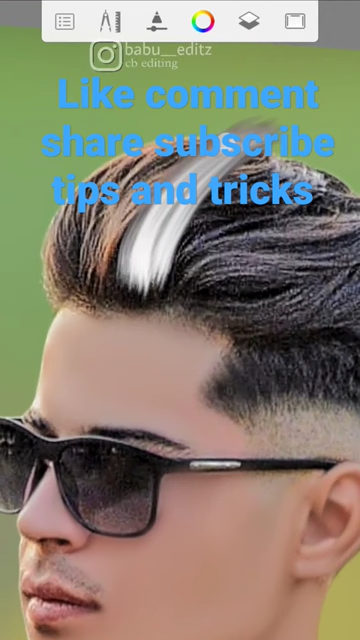 babu__editz
cb editing
Like comment
share subscribe
tips and tricks